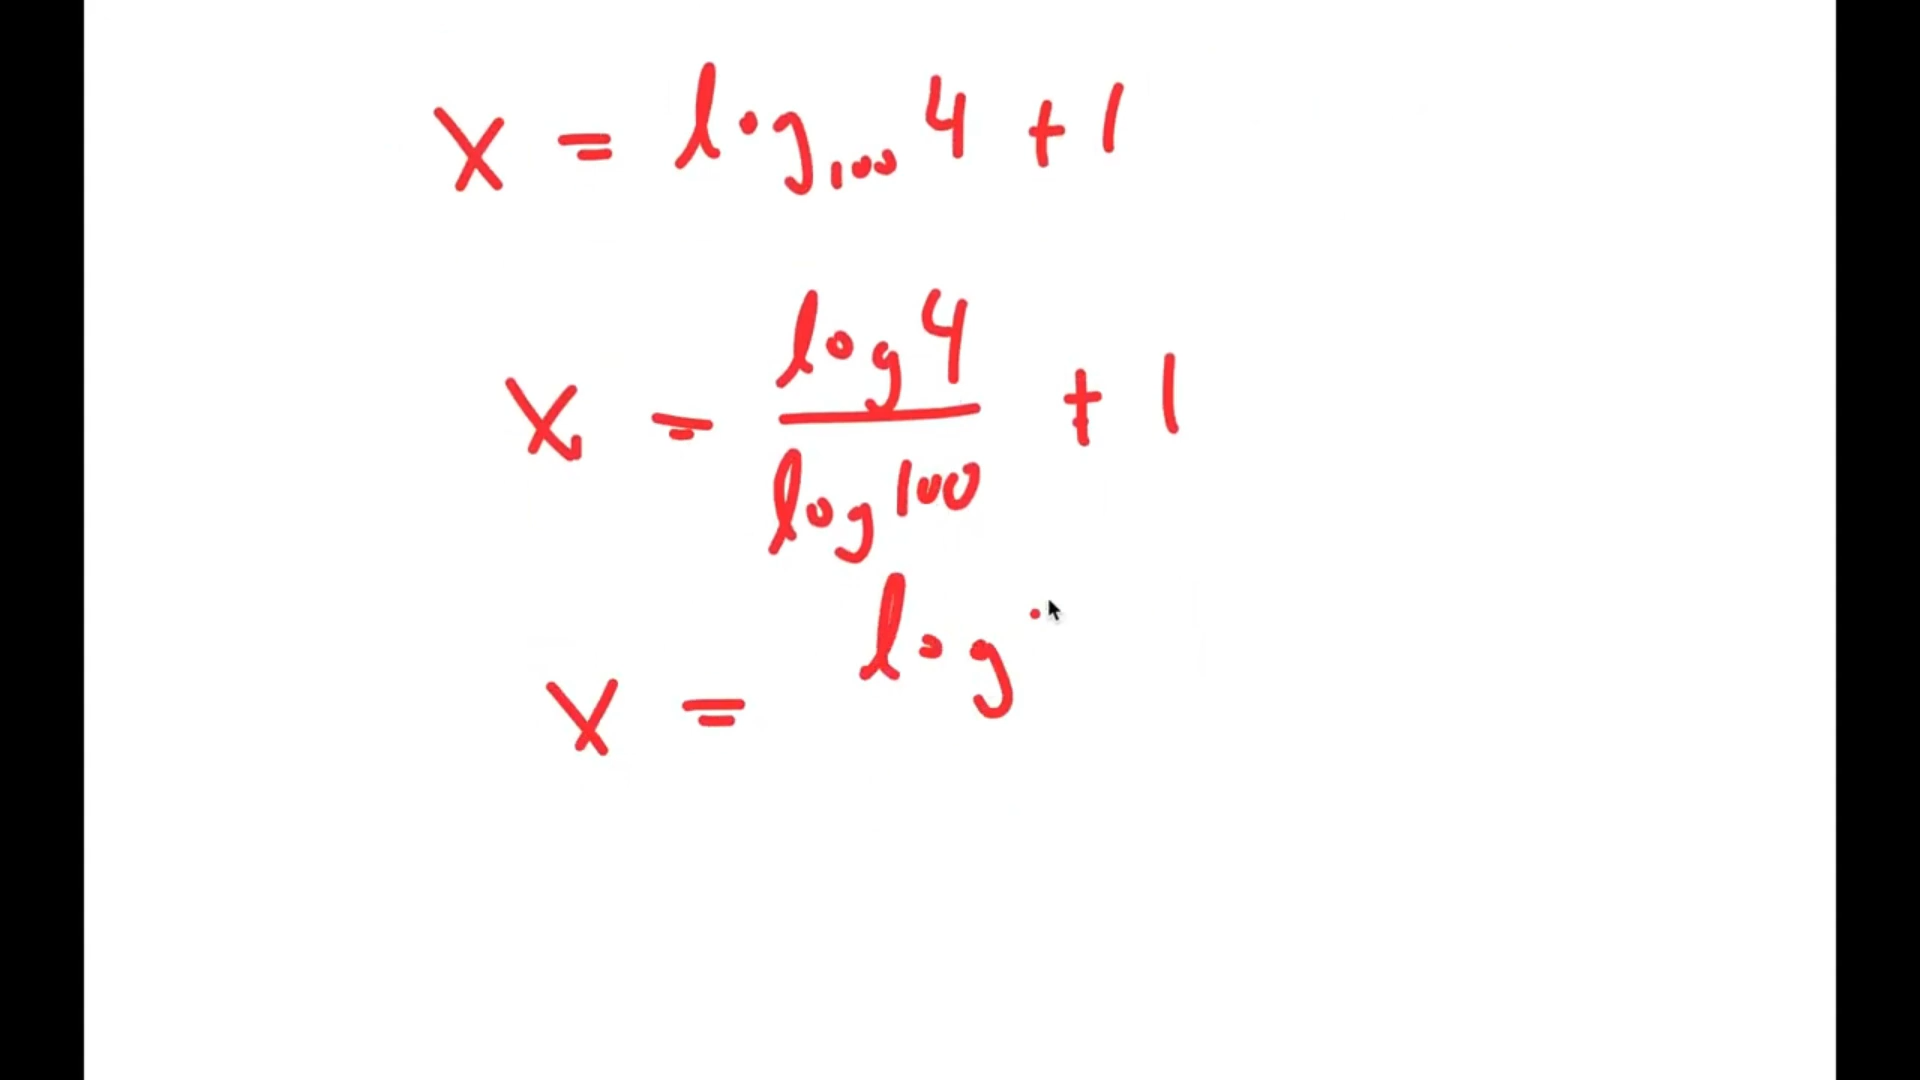 x = log₁₀₀ 4 + 1
x = log 4 / log 100 + 1
x = log